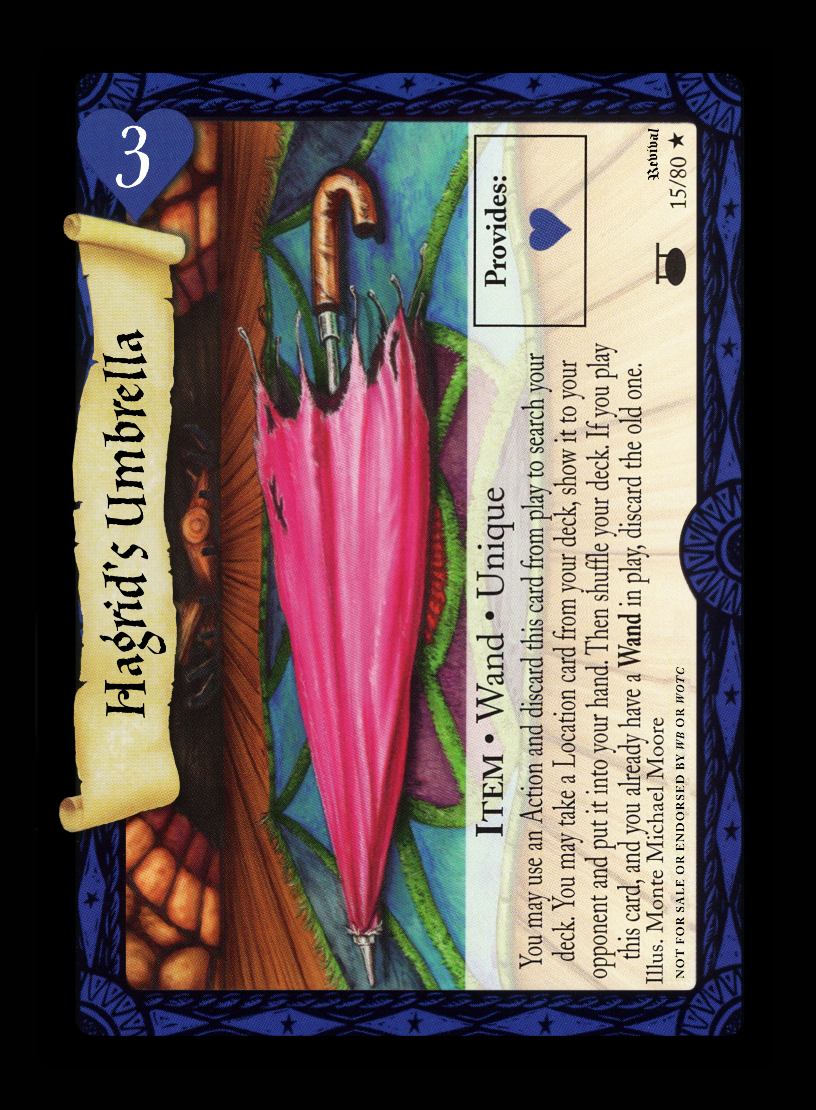 Hagrid's Umbrella
3
ITEM • Wand • Unique
You may use an Action and discard this card from play to search your
deck. You may take a Location card from your deck, show it to your
opponent and put it into your hand. Then shuffle your deck. If you play
this card, and you already have a Wand in play, discard the old one.
Illus. Monte Michael Moore
NOT FOR SALE OR ENDORSED BY WB OR WOTC
Provides:
Revival
15/80 ★